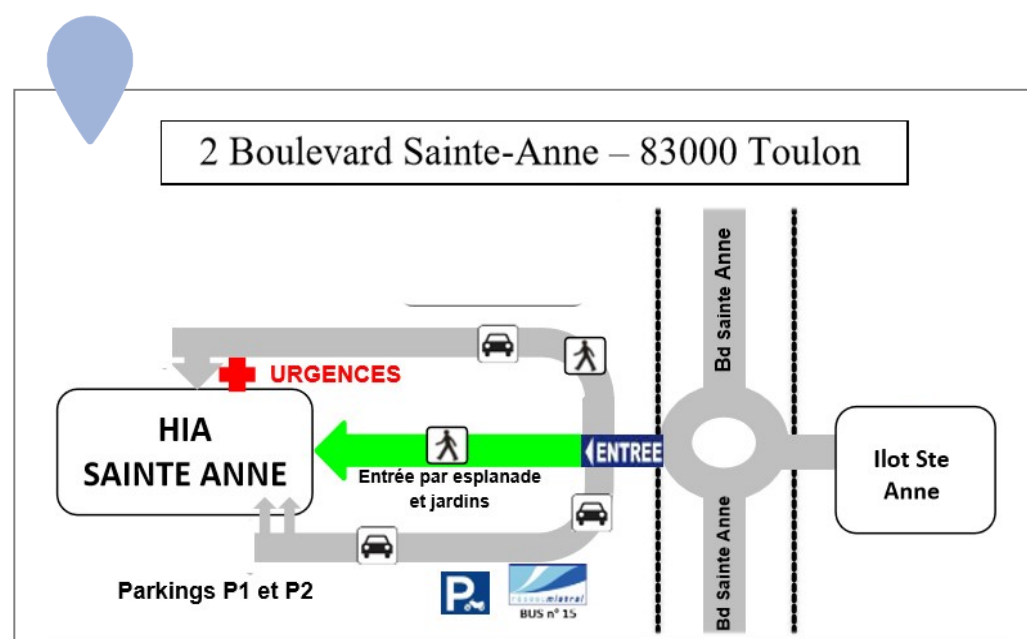 2 Boulevard Sainte-Anne – 83000 Toulon
Bd Sainte Anne
URGENCES
HIA
SAINTE ANNE
ENTREE
Entrée par esplanade
et jardins
Ilot Ste
Anne
Bd Sainte Anne
Parkings P1 et P2
P
réseau mistral
BUS n° 15